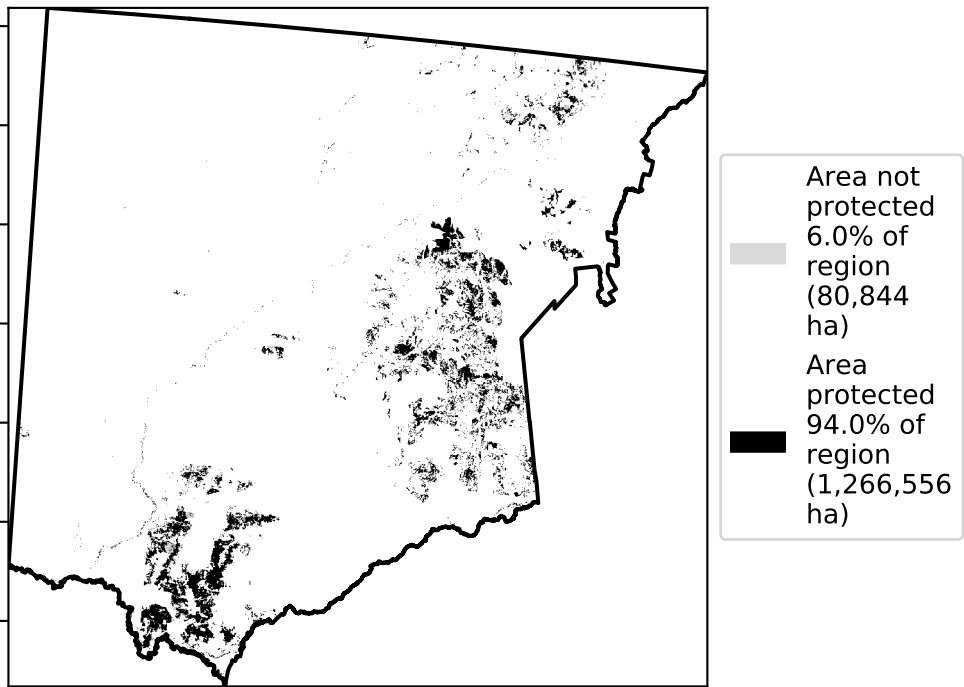 Area not
protected
6.0% of
region
(80,844
ha)
Area
protected
94.0% of
region
(1,266,556
ha)